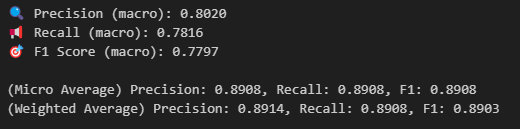 🔍 Precision (macro): 0.8020
📢 Recall (macro): 0.7816
🎯 F1 Score (macro): 0.7797

(Micro Average) Precision: 0.8908, Recall: 0.8908, F1: 0.8908
(Weighted Average) Precision: 0.8914, Recall: 0.8908, F1: 0.8903